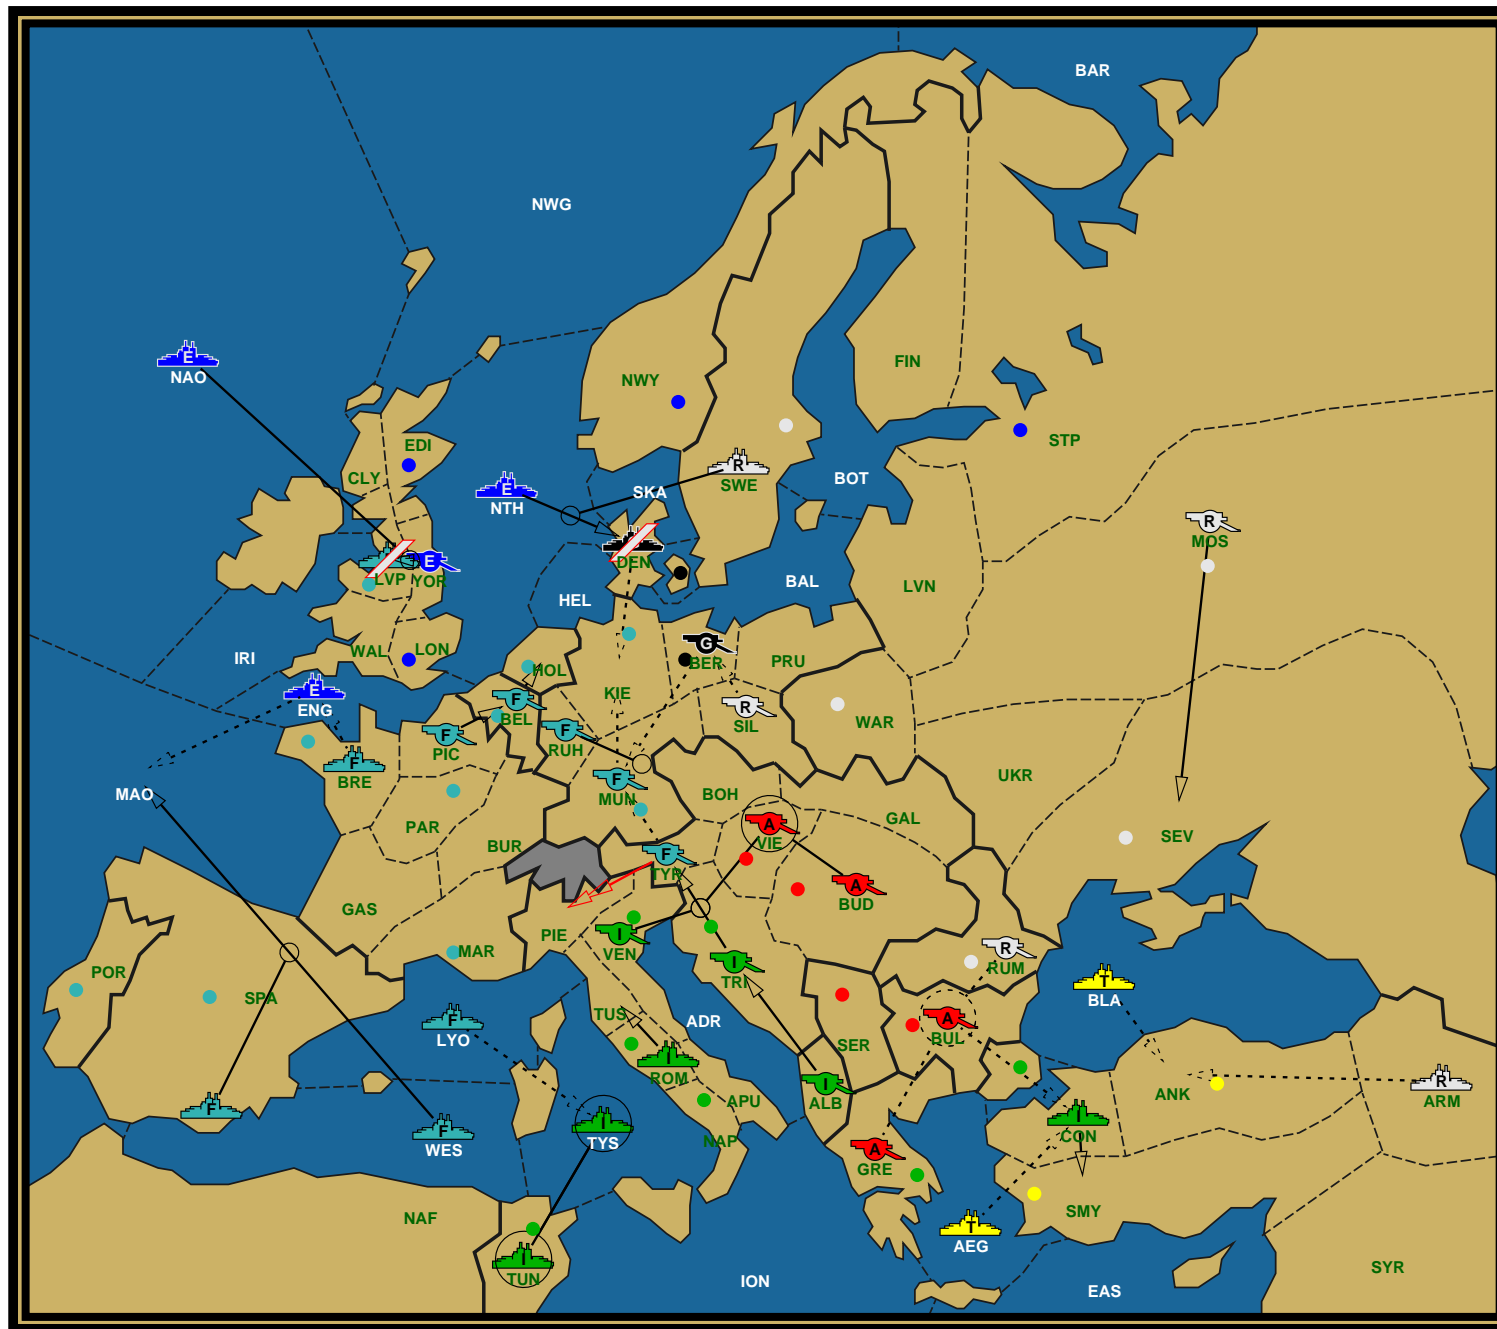 BAR
NWG
FIN
NWY
E
NAO
STP
EDI
CLY
R
SWE
BOT
SKA
E
NTH
R
MOS
DEN
E
LVP YOR
BAL
LVN
HEL
G
BER
PRU
IRI
WAL LON
HOL
KIE
E
ENG
F
BEL
R
SIL
WAR
F
PIC
F
RUH
F
BRE
UKR
F
MUN
MAO
BOH
GAL
A
VIE
SEV
PAR
BUR
F
TYR
A
BUD
GAS
PIE
I
VEN
MAR
R
RUM
I
TRI
POR
SPA
T
BLA
F
LYO
TUS
ADR
A
BUL
SER
I
ROM
I
ALB
R
ARM
ANK
APU
F
I
TYS
I
CON
F
WES
NAP
A
GRE
NAF
SMY
T
AEG
I
TUN
ION
EAS
SYR